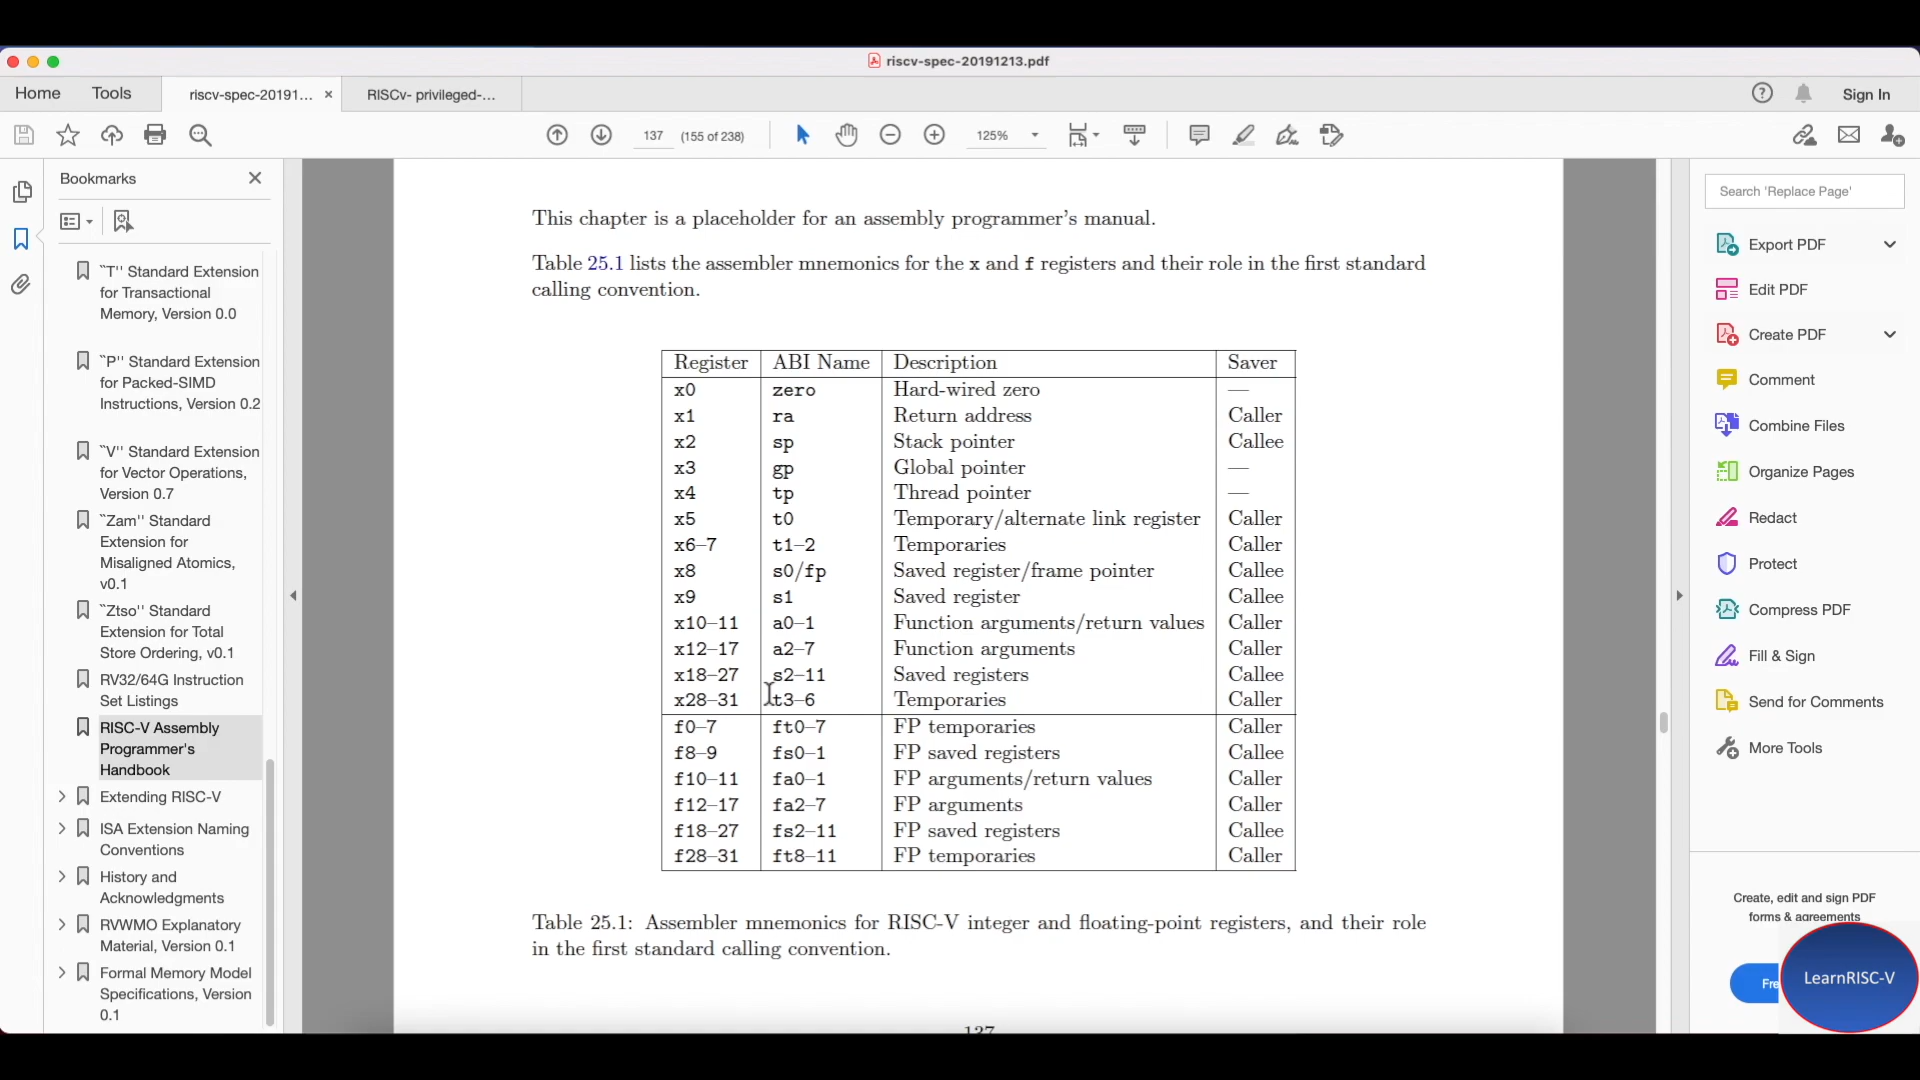 riscv-spec-20191213.pdf
Home Tools riscv-spec-20191... × RISCv- privileged-... Sign In
137 (155 of 238) 125%
Bookmarks
``T'' Standard Extension
for Transactional
Memory, Version 0.0
``P'' Standard Extension
for Packed-SIMD
Instructions, Version 0.2
``V'' Standard Extension
for Vector Operations,
Version 0.7
``Zam'' Standard
Extension for
Misaligned Atomics,
v0.1
``Ztso'' Standard
Extension for Total
Store Ordering, v0.1
RV32/64G Instruction
Set Listings
RISC-V Assembly
Programmer's
Handbook
Extending RISC-V
ISA Extension Naming
Conventions
History and
Acknowledgments
RVWMO Explanatory
Material, Version 0.1
Formal Memory Model
Specifications, Version
0.1
This chapter is a placeholder for an assembly programmer's manual.
Table 25.1 lists the assembler mnemonics for the x and f registers and their role in the first standard
calling convention.
Register ABI Name Description Saver
x0 zero Hard-wired zero —
x1 ra Return address Caller
x2 sp Stack pointer Callee
x3 gp Global pointer —
x4 tp Thread pointer —
x5 t0 Temporary/alternate link register Caller
x6–7 t1–2 Temporaries Caller
x8 s0/fp Saved register/frame pointer Callee
x9 s1 Saved register Callee
x10–11 a0–1 Function arguments/return values Caller
x12–17 a2–7 Function arguments Caller
x18–27 s2–11 Saved registers Callee
x28–31 t3–6 Temporaries Caller
f0–7 ft0–7 FP temporaries Caller
f8–9 fs0–1 FP saved registers Callee
f10–11 fa0–1 FP arguments/return values Caller
f12–17 fa2–7 FP arguments Caller
f18–27 fs2–11 FP saved registers Callee
f28–31 ft8–11 FP temporaries Caller
Table 25.1: Assembler mnemonics for RISC-V integer and floating-point registers, and their role
in the first standard calling convention.
137
Search 'Replace Page'
Export PDF
Edit PDF
Create PDF
Comment
Combine Files
Organize Pages
Redact
Protect
Compress PDF
Fill & Sign
Send for Comments
More Tools
Create, edit and sign PDF
forms & agreements
Fre
LearnRISC-V